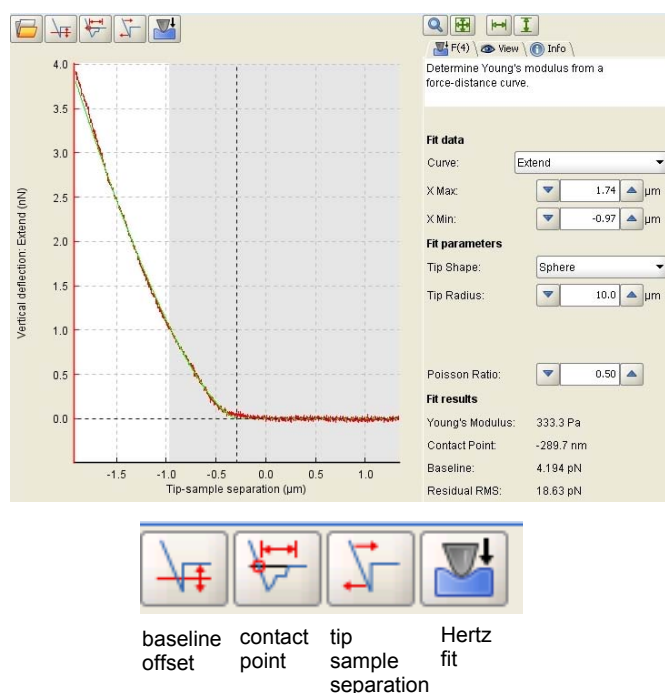 F(4) View Info
Determine Young's modulus from a
force-distance curve.
Fit data
Curve: Extend
X Max: 1.74 µm
X Min: -0.97 µm
Fit parameters
Tip Shape: Sphere
Tip Radius: 10.0 µm
Poisson Ratio: 0.50
Fit results
Young's Modulus: 333.3 Pa
Contact Point: -289.7 nm
Baseline: 4.194 pN
Residual RMS: 18.63 pN
Vertical deflection: Extend (nN)
4.0
3.5
3.0
2.5
2.0
1.5
1.0
0.5
0.0
-1.5 -1.0 -0.5 0.0 0.5 1.0
Tip-sample separation (µm)
baseline
offset
contact
point
tip
sample
separation
Hertz
fit